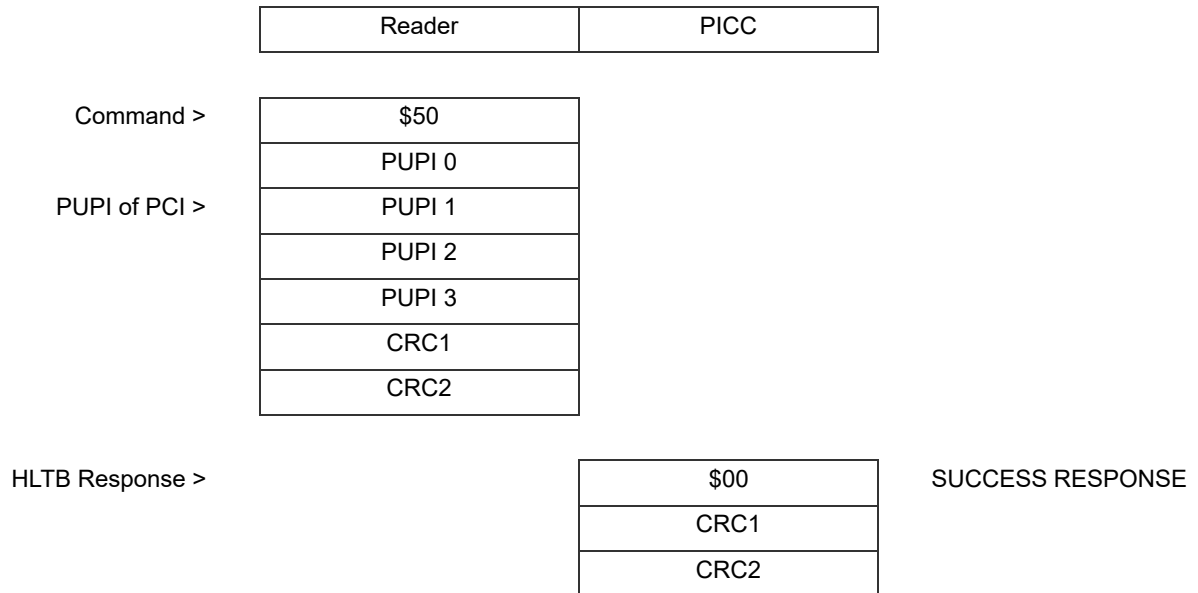 Reader PICC
Command > $50
PUPI 0
PUPI of PCI > PUPI 1
PUPI 2
PUPI 3
CRC1
CRC2
HLTB Response > $00 SUCCESS RESPONSE
CRC1
CRC2